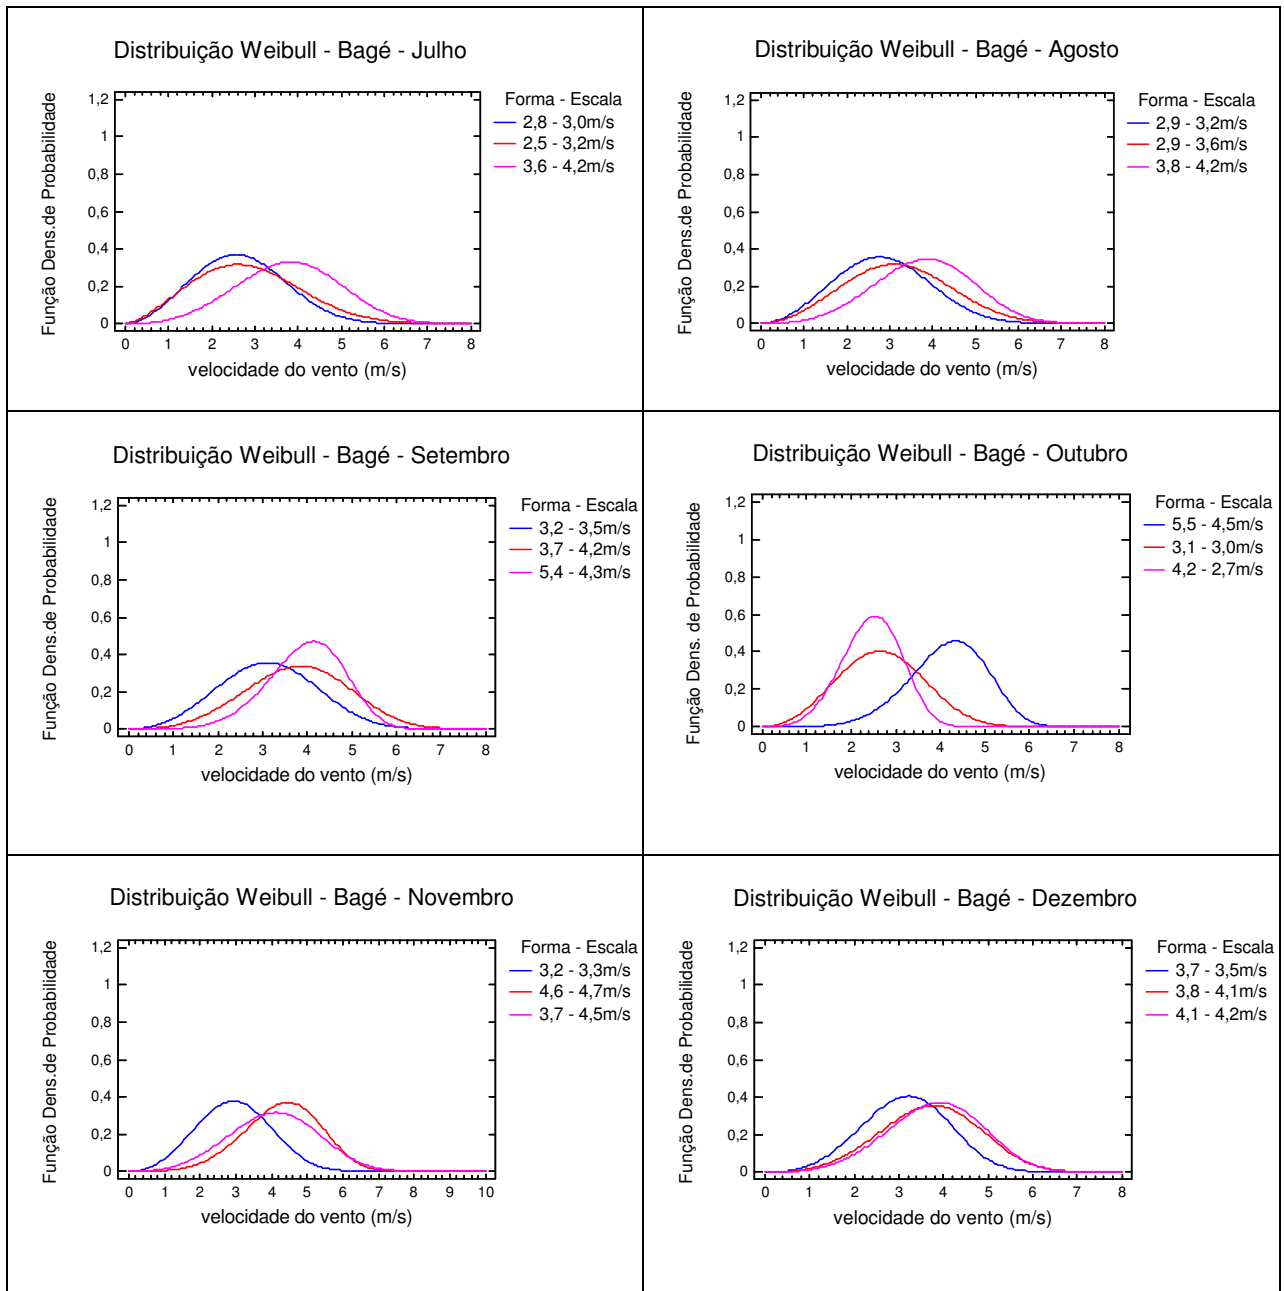 Distribuição Weibull - Bagé - Julho
Função Dens.de Probabilidade
1,2
1
0,8
0,6
0,4
0,2
0
0 1 2 3 4 5 6 7 8
velocidade do vento (m/s)
Forma - Escala
2,8 - 3,0m/s
2,5 - 3,2m/s
3,6 - 4,2m/s
Distribuição Weibull - Bagé - Agosto
Função Dens.de Probabilidade
1,2
1
0,8
0,6
0,4
0,2
0
0 1 2 3 4 5 6 7 8
velocidade do vento (m/s)
Forma - Escala
2,9 - 3,2m/s
2,9 - 3,6m/s
3,8 - 4,2m/s
Distribuição Weibull - Bagé - Setembro
Função Dens.de Probabilidade
1,2
1
0,8
0,6
0,4
0,2
0
0 1 2 3 4 5 6 7 8
velocidade do vento (m/s)
Forma - Escala
3,2 - 3,5m/s
3,7 - 4,2m/s
5,4 - 4,3m/s
Distribuição Weibull - Bagé - Outubro
Função Dens. de Probabilidade
1,2
1
0,8
0,6
0,4
0,2
0
0 1 2 3 4 5 6 7 8
velocidade do vento (m/s)
Forma - Escala
5,5 - 4,5m/s
3,1 - 3,0m/s
4,2 - 2,7m/s
Distribuição Weibull - Bagé - Novembro
Função Dens.de Probabilidade
1,2
1
0,8
0,6
0,4
0,2
0
0 1 2 3 4 5 6 7 8 9 10
velocidade do vento (m/s)
Forma - Escala
3,2 - 3,3m/s
4,6 - 4,7m/s
3,7 - 4,5m/s
Distribuição Weibull - Bagé - Dezembro
Função Dens.de Probabilidade
1,2
1
0,8
0,6
0,4
0,2
0
0 1 2 3 4 5 6 7 8
velocidade do vento (m/s)
Forma - Escala
3,7 - 3,5m/s
3,8 - 4,1m/s
4,1 - 4,2m/s